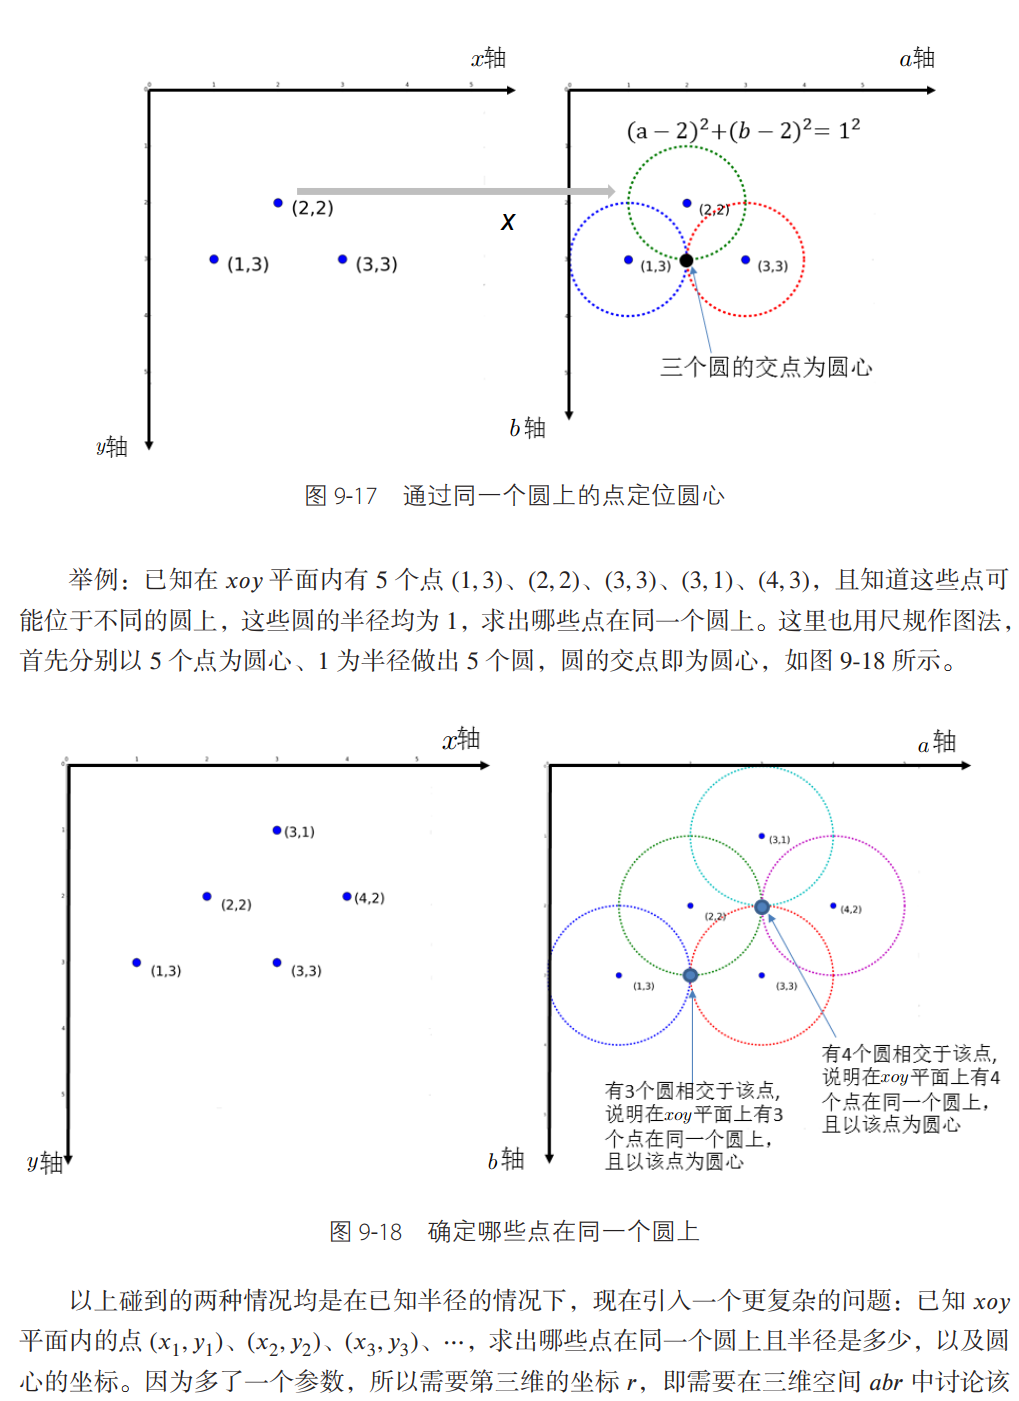 x轴
a轴
(a − 2)²+(b − 2)²= 1²
(2,2)
(1,3)
(3,3)
X
(2,2)
(1,3)
(3,3)
三个圆的交点为圆心
y轴
b 轴
图 9-17 通过同一个圆上的点定位圆心
举例：已知在 xoy 平面内有 5 个点 (1, 3)、(2, 2)、(3, 3)、(3, 1)、(4, 3)，且知道这些点可
能位于不同的圆上，这些圆的半径均为 1，求出哪些点在同一个圆上。这里也用尺规作图法，
首先分别以 5 个点为圆心、1 为半径做出 5 个圆，圆的交点即为圆心，如图 9-18 所示。
x轴
a 轴
(3,1)
(2,2)
(4,2)
(1,3)
(3,3)
(3,1)
(2,2)
(4,2)
(1,3)
(3,3)
有4个圆相交于该点,
说明在xoy平面上有4
个点在同一个圆上，
且以该点为圆心
有3个圆相交于该点,
说明在xoy平面上有3
个点在同一个圆上，
且以该点为圆心
y轴
b 轴
图 9-18 确定哪些点在同一个圆上
以上碰到的两种情况均是在已知半径的情况下，现在引入一个更复杂的问题：已知 xoy
平面内的点 (x₁, y₁)、(x₂, y₂)、(x₃, y₃)、⋯，求出哪些点在同一个圆上且半径是多少，以及圆
心的坐标。因为多了一个参数，所以需要第三维的坐标 r，即需要在三维空间 abr 中讨论该